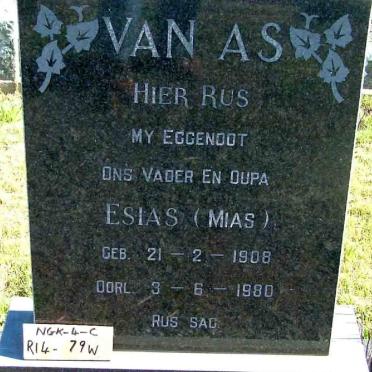 VAN AS
HIER RUS
MY EGGENOOT
ONS VADER EN OUPA
ESIAS (MIAS)
GEB. 21 - 2 - 1908
OORL. 3 - 6 - 1980
RUS SAG
NGK-4-C
R14- 79W